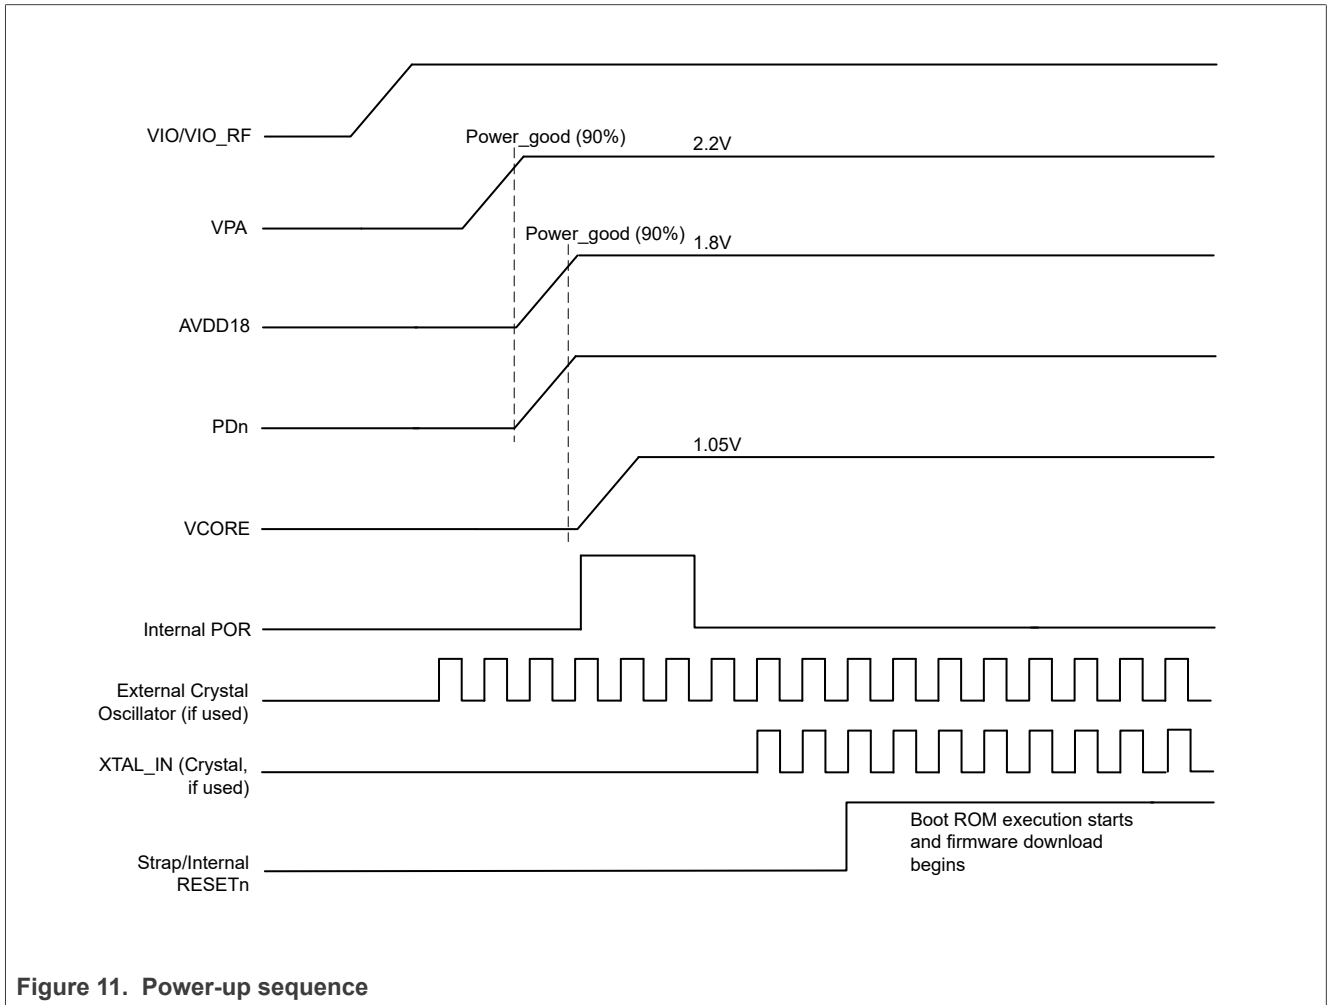 VIO/VIO_RF
Power_good (90%)
2.2V
VPA
Power_good (90%)
1.8V
AVDD18
PDn
1.05V
VCORE
Internal POR
External Crystal
Oscillator (if used)
XTAL_IN (Crystal,
if used)
Boot ROM execution starts
and firmware download
begins
Strap/Internal
RESETn
Figure 11. Power-up sequence